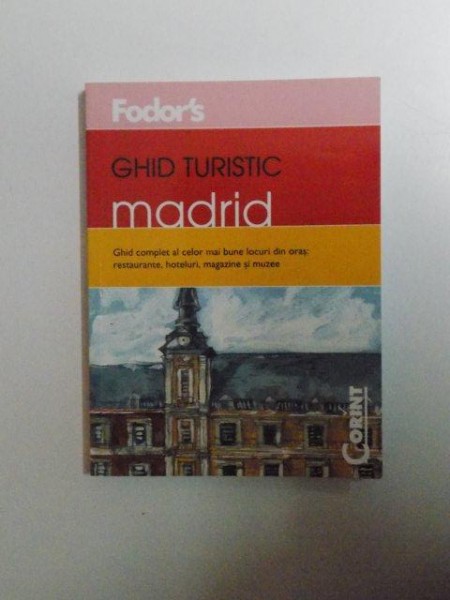 Fodor's
GHID TURISTIC
madrid
Ghid complet al celor mai bune locuri din oraş:
restaurante, hoteluri, magazine şi muzee
CORINT